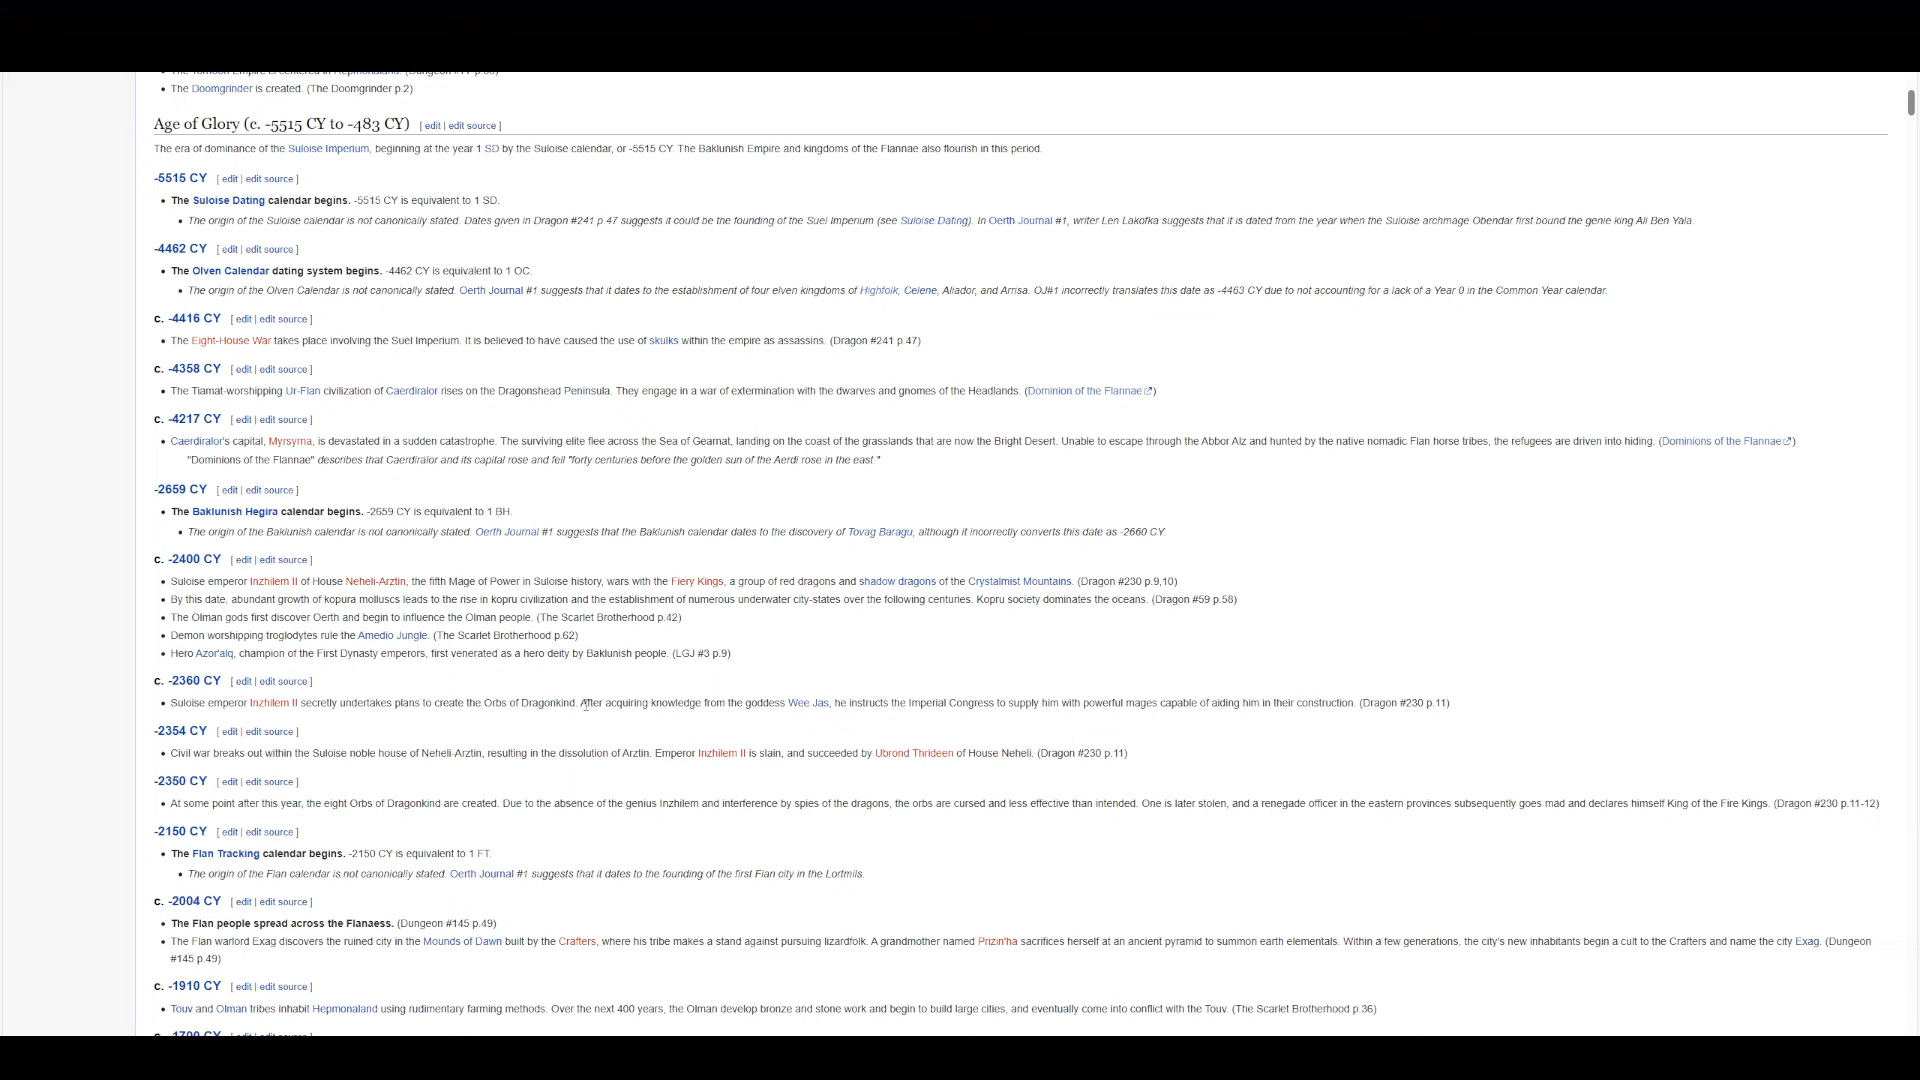 The Tomoon Empire is centered in Hepmonaland. (Dungeon
The Doomgrinder is created. (The Doomgrinder p.2)
Age of Glory (c. -5515 CY to -483 CY) [ edit | edit source ]
The era of dominance of the Suloise Imperium, beginning at the year 1 SD by the Suloise calendar, or -5515 CY. The Baklunish Empire and kingdoms of the Flannae also flourish in this period.
-5515 CY [ edit | edit source ]
The Suloise Dating calendar begins. -5515 CY is equivalent to 1 SD.
The origin of the Suloise calendar is not canonically stated. Dates given in Dragon #241 p.47 suggests it could be the founding of the Suel Imperium (see Suloise Dating). In Oerth Journal #1, writer Len Lakofka suggests that it is dated from the year when the Suloise archmage Obendar first bound the genie king Ali Ben Yala.
-4462 CY [ edit | edit source ]
The Olven Calendar dating system begins. -4462 CY is equivalent to 1 OC.
The origin of the Olven Calendar is not canonically stated. Oerth Journal #1 suggests that it dates to the establishment of four elven kingdoms of Highfolk, Celene, Aliador, and Arrisa. OJ#1 incorrectly translates this date as -4463 CY due to not accounting for a lack of a Year 0 in the Common Year calendar.
c. -4416 CY [ edit | edit source ]
The Eight-House War takes place involving the Suel Imperium. It is believed to have caused the use of skulks within the empire as assassins. (Dragon #241 p.47)
c. -4358 CY [ edit | edit source ]
The Tiamat-worshipping Ur-Flan civilization of Caerdiralor rises on the Dragonshead Peninsula. They engage in a war of extermination with the dwarves and gnomes of the Headlands. (Dominion of the Flannae)
c. -4217 CY [ edit | edit source ]
Caerdiralor's capital, Myrsyrna, is devastated in a sudden catastrophe. The surviving elite flee across the Sea of Gearnat, landing on the coast of the grasslands that are now the Bright Desert. Unable to escape through the Abbor Alz and hunted by the native nomadic Flan horse tribes, the refugees are driven into hiding. (Dominions of the Flannae)
"Dominions of the Flannae" describes that Caerdiralor and its capital rose and fell "forty centuries before the golden sun of the Aerdi rose in the east."
-2659 CY [ edit | edit source ]
The Baklunish Hegira calendar begins. -2659 CY is equivalent to 1 BH.
The origin of the Baklunish calendar is not canonically stated. Oerth Journal #1 suggests that the Baklunish calendar dates to the discovery of Tovag Baragu, although it incorrectly converts this date as -2660 CY.
c. -2400 CY [ edit | edit source ]
Suloise emperor Inzhilem II of House Neheli-Arztin, the fifth Mage of Power in Suloise history, wars with the Fiery Kings, a group of red dragons and shadow dragons of the Crystalmist Mountains. (Dragon #230 p.9,10)
By this date, abundant growth of kopura molluscs leads to the rise in kopru civilization and the establishment of numerous underwater city-states over the following centuries. Kopru society dominates the oceans. (Dragon #59 p.58)
The Olman gods first discover Oerth and begin to influence the Olman people. (The Scarlet Brotherhood p.42)
Demon worshipping troglodytes rule the Amedio Jungle. (The Scarlet Brotherhood p.62)
Hero Azor'alq, champion of the First Dynasty emperors, first venerated as a hero deity by Baklunish people. (LGJ #3 p.9)
c. -2360 CY [ edit | edit source ]
Suloise emperor Inzhilem II secretly undertakes plans to create the Orbs of Dragonkind. After acquiring knowledge from the goddess Wee Jas, he instructs the Imperial Congress to supply him with powerful mages capable of aiding him in their construction. (Dragon #230 p.11)
-2354 CY [ edit | edit source ]
Civil war breaks out within the Suloise noble house of Neheli-Arztin, resulting in the dissolution of Arztin. Emperor Inzhilem II is slain, and succeeded by Ubrond Thrideen of House Neheli. (Dragon #230 p.11)
-2350 CY [ edit | edit source ]
At some point after this year, the eight Orbs of Dragonkind are created. Due to the absence of the genius Inzhilem and interference by spies of the dragons, the orbs are cursed and less effective than intended. One is later stolen, and a renegade officer in the eastern provinces subsequently goes mad and declares himself King of the Fire Kings. (Dragon #230 p.11-12)
-2150 CY [ edit | edit source ]
The Flan Tracking calendar begins. -2150 CY is equivalent to 1 FT.
The origin of the Flan calendar is not canonically stated. Oerth Journal #1 suggests that it dates to the founding of the first Flan city in the Lortmils.
c. -2004 CY [ edit | edit source ]
The Flan people spread across the Flanaess. (Dungeon #145 p.49)
The Flan warlord Exag discovers the ruined city in the Mounds of Dawn built by the Crafters, where his tribe makes a stand against pursuing lizardfolk. A grandmother named Prizin'ha sacrifices herself at an ancient pyramid to summon earth elementals. Within a few generations, the city's new inhabitants begin a cult to the Crafters and name the city Exag. (Dungeon
#145 p.49)
c. -1910 CY [ edit | edit source ]
Touv and Olman tribes inhabit Hepmonaland using rudimentary farming methods. Over the next 400 years, the Olman develop bronze and stone work and begin to build large cities, and eventually come into conflict with the Touv. (The Scarlet Brotherhood p.36)
c. -1700 CY [ edit | edit source ]